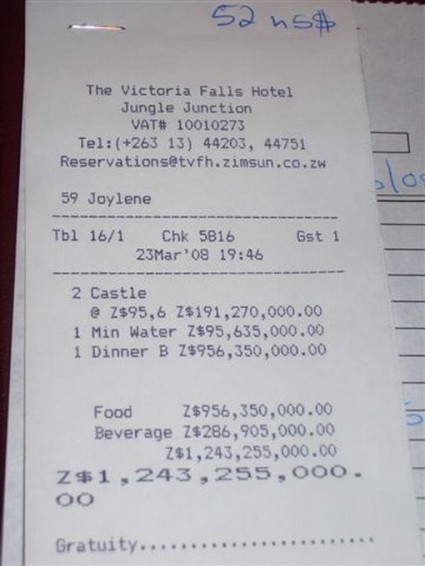 52 us$
The Victoria Falls Hotel
Jungle Junction
VAT# 10010273
Tel:(+263 13) 44203, 44751
Reservations@tvfh.zimsun.co.zw
59 Joylene
Tbl 16/1 Chk 5816 Gst 1
23Mar'08 19:46
2 Castle
@ Z$95,6 Z$191,270,000.00
1 Min Water Z$95,635,000.00
1 Dinner B Z$956,350,000.00
Food Z$956,350,000.00
Beverage Z$286,905,000.00
Z$1,243,255,000.00
Z$1,243,255,000.
00
Gratuity........................